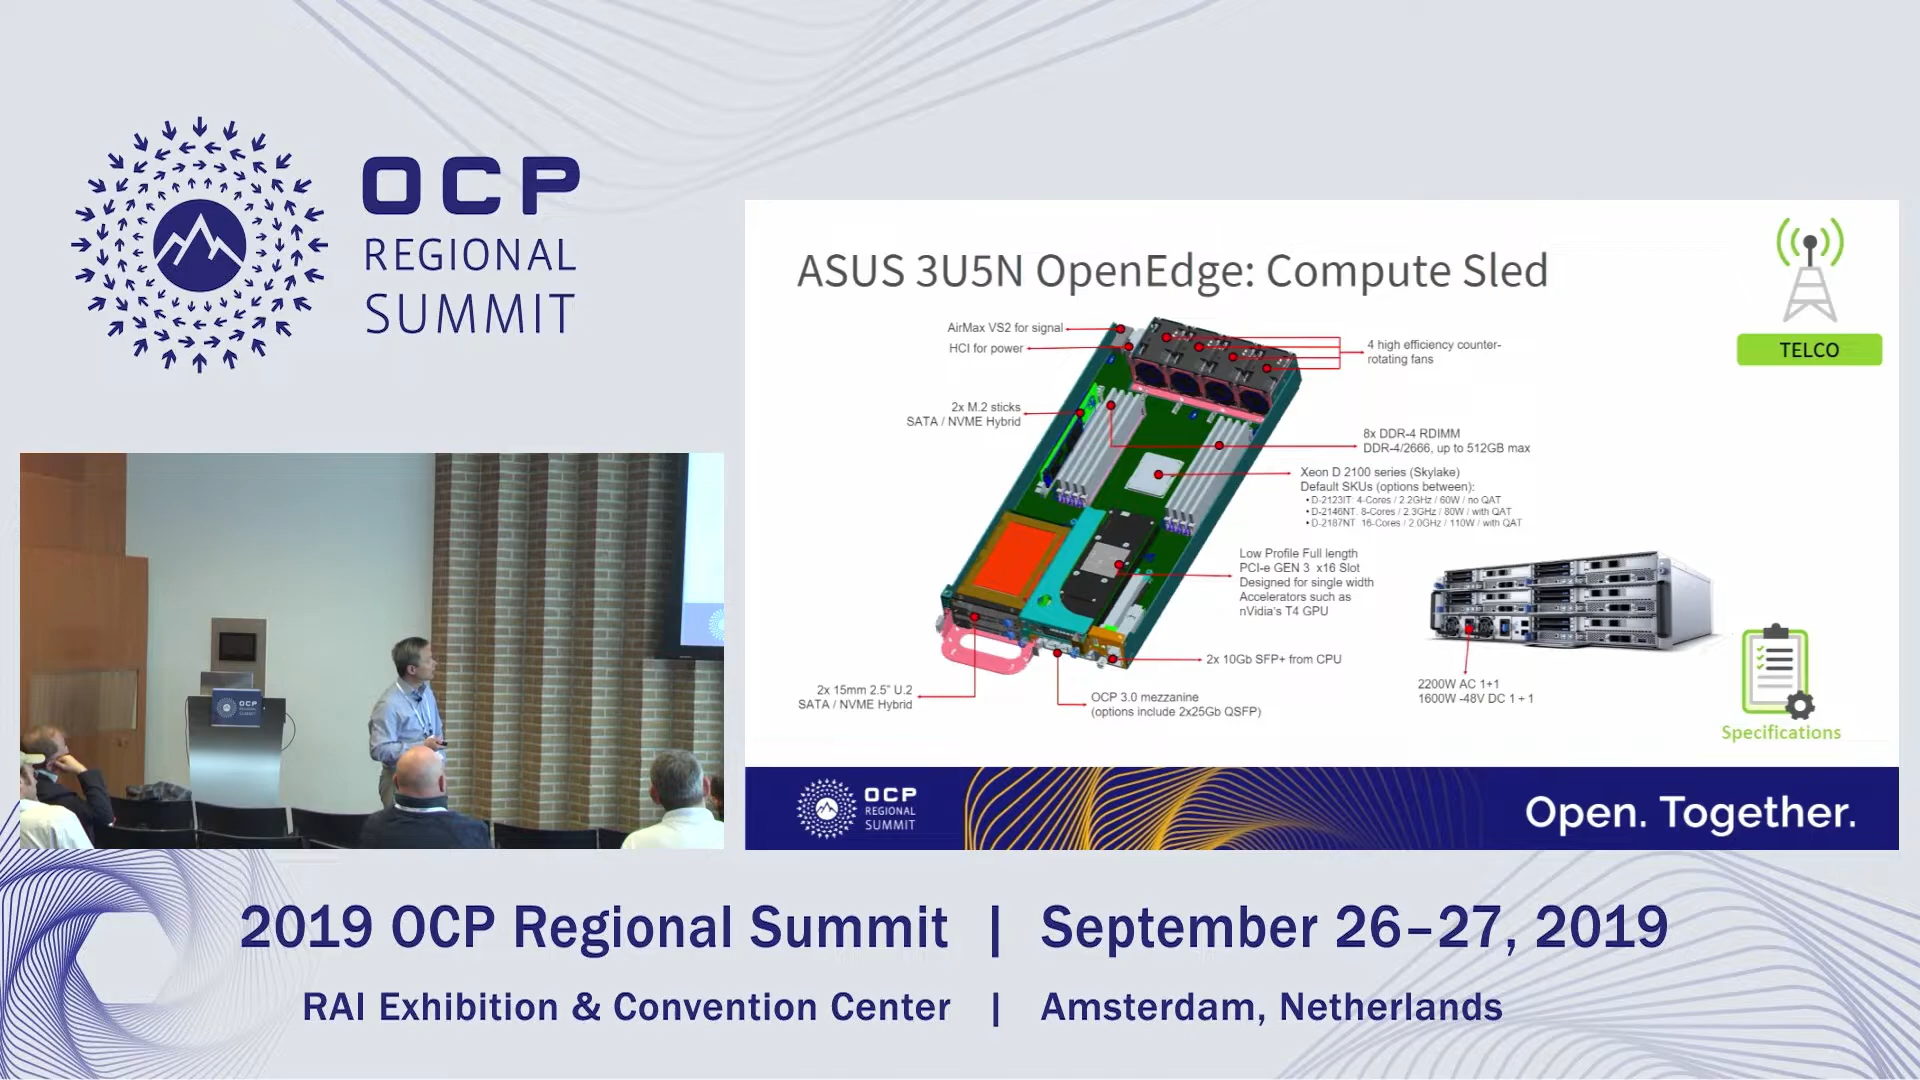 OCP
REGIONAL
SUMMIT
ASUS 3U5N OpenEdge: Compute Sled
TELCO
AirMax VS2 for signal
HCI for power
4 high efficiency counter-
rotating fans
2x M.2 sticks
SATA / NVME Hybrid
8x DDR-4 RDIMM
DDR-4/2666, up to 512GB max
Xeon D 2100 series (Skylake)
Default SKUs (options between):
• D-2123IT: 4-Cores / 2.2GHz / 60W / no QAT
• D-2146NT: 8-Cores / 2.3GHz / 80W / with QAT
• D-2187NT: 16-Cores / 2.0GHz / 110W / with QAT
Low Profile Full length
PCI-e GEN 3 x16 Slot
Designed for single width
Accelerators such as
nVidia's T4 GPU
2x 10Gb SFP+ from CPU
2x 15mm 2.5" U.2
SATA / NVME Hybrid
OCP 3.0 mezzanine
(options include 2x25Gb QSFP)
2200W AC 1+1
1600W -48V DC 1 + 1
Specifications
OCP
REGIONAL
SUMMIT
Open. Together.
OCP
2019 OCP Regional Summit | September 26–27, 2019
RAI Exhibition & Convention Center | Amsterdam, Netherlands